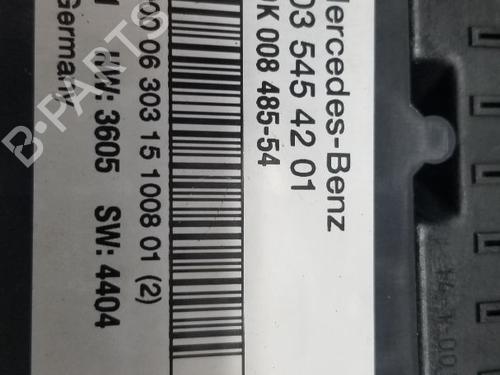 Mercedes-Benz
03 545 42 01
DK 008 485-54
00 06 303 15 1008 01 (2)
HW: 3605 SW: 4404
Germany
B-PARTS